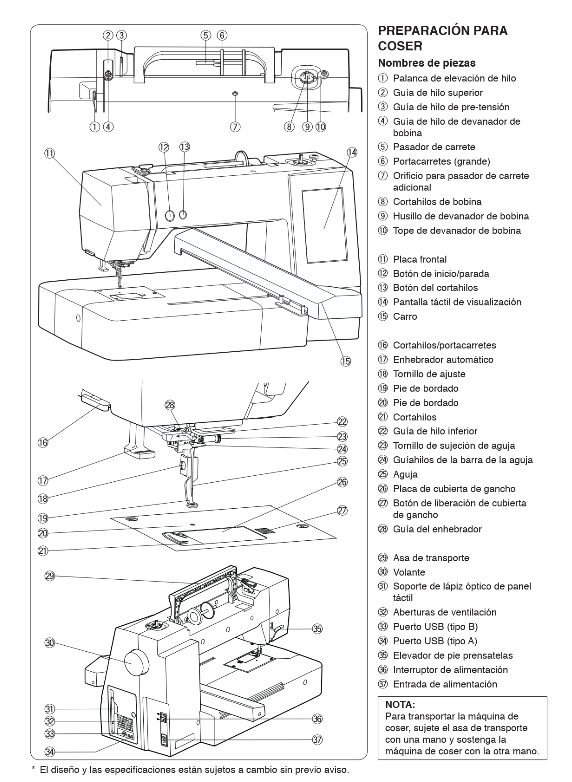 PREPARACIÓN PARA
COSER
Nombres de piezas
① Palanca de elevación de hilo
② Guía de hilo superior
③ Guía de hilo de pre-tensión
④ Guía de hilo de devanador de
bobina
⑤ Pasador de carrete
⑥ Portacarretes (grande)
⑦ Orificio para pasador de carrete
adicional
⑧ Cortahilos de bobina
⑨ Husillo de devanador de bobina
⑩ Tope de devanador de bobina
⑪ Placa frontal
⑫ Botón de inicio/parada
⑬ Botón del cortahilos
⑭ Pantalla táctil de visualización
⑮ Carro
⑯ Cortahilos/portacarretes
⑰ Enhebrador automático
⑱ Tornillo de ajuste
⑲ Pie de bordado
⑳ Pie de bordado
㉑ Cortahilos
㉒ Guía de hilo inferior
㉓ Tornillo de sujeción de aguja
㉔ Guíahilos de la barra de la aguja
㉕ Aguja
㉖ Placa de cubierta de gancho
㉗ Botón de liberación de cubierta
de gancho
㉘ Guía del enhebrador
㉙ Asa de transporte
㉚ Volante
㉛ Soporte de lápiz óptico de panel
táctil
㉜ Aberturas de ventilación
㉝ Puerto USB (tipo B)
㉞ Puerto USB (tipo A)
㉟ Elevador de pie prensatelas
㊱ Interruptor de alimentación
㊲ Entrada de alimentación
NOTA:
Para transportar la máquina de
coser, sujete el asa de transporte
con una mano y sostenga la
máquina de coser con la otra mano.
② ③ ⑤ ⑥
① ④ ⑦ ⑧ ⑨ ⑩
⑪ ⑫ ⑬ ⑭
⑮
㉘
㉒
⑯ ㉓
㉔
⑰ ㉕
⑱ ㉖
⑲ ㉗
⑳
㉑
㉙
㉟
㉚
㉛
㉜ ㊱
㉝
㉞ ㊲
* El diseño y las especificaciones están sujetos a cambio sin previo aviso.